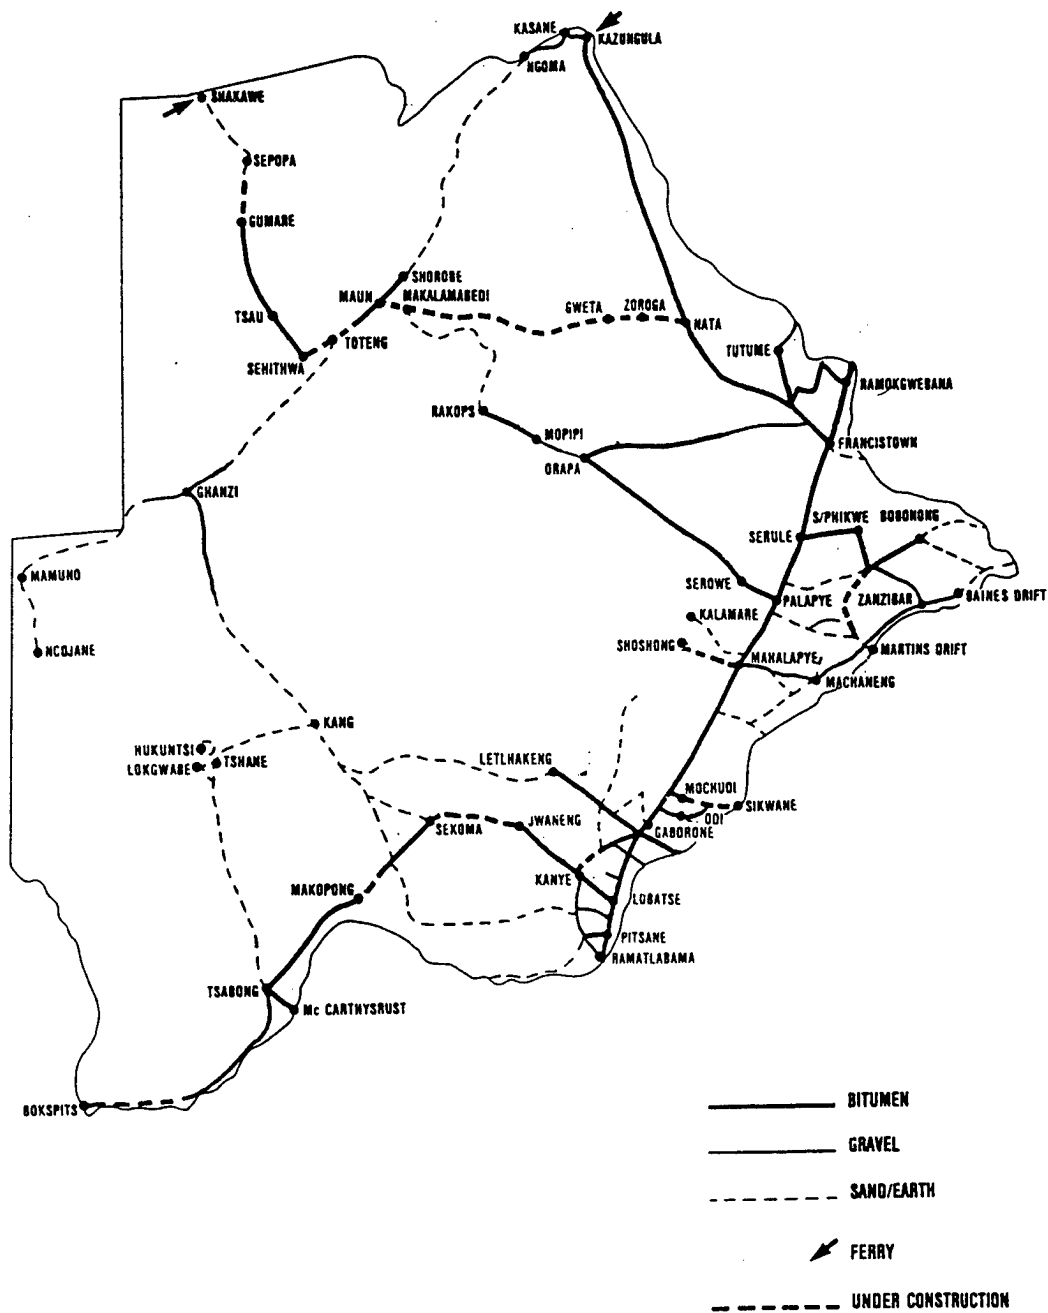 KASANE
KAZUNGULA
NGOMA
SHAKAWE
SEPOPA
GUMARE
SHOROBE
MAUN
MAKALAMABEDI
GWETA
ZOROGA
NATA
TSAU
TOTENG
SEHITHWA
TUTUME
RAMOKGWEBANA
RAKOPS
MOPIPI
ORAPA
FRANCISTOWN
GHANZI
S/PHIKWE
BOBONONG
SERULE
MAMUNO
SEROWE
PALAPYE
ZANZIBAR
BAINES DRIFT
KALAMARE
NCOJANE
SHOSHONG
MAHALAPYE
MARTINS DRIFT
MACHANENG
KANG
HUKUNTSI
LOKGWABE
TSHANE
LETLHAKENG
MOCHUDI
SIKWANE
ODI
SEKOMA
JWANENG
GABORONE
KANYE
MAKOPONG
LOBATSE
PITSANE
RAMATLABAMA
TSABONG
Mc CARTHYSRUST
BOKSPITS
BITUMEN
GRAVEL
SAND/EARTH
FERRY
UNDER CONSTRUCTION